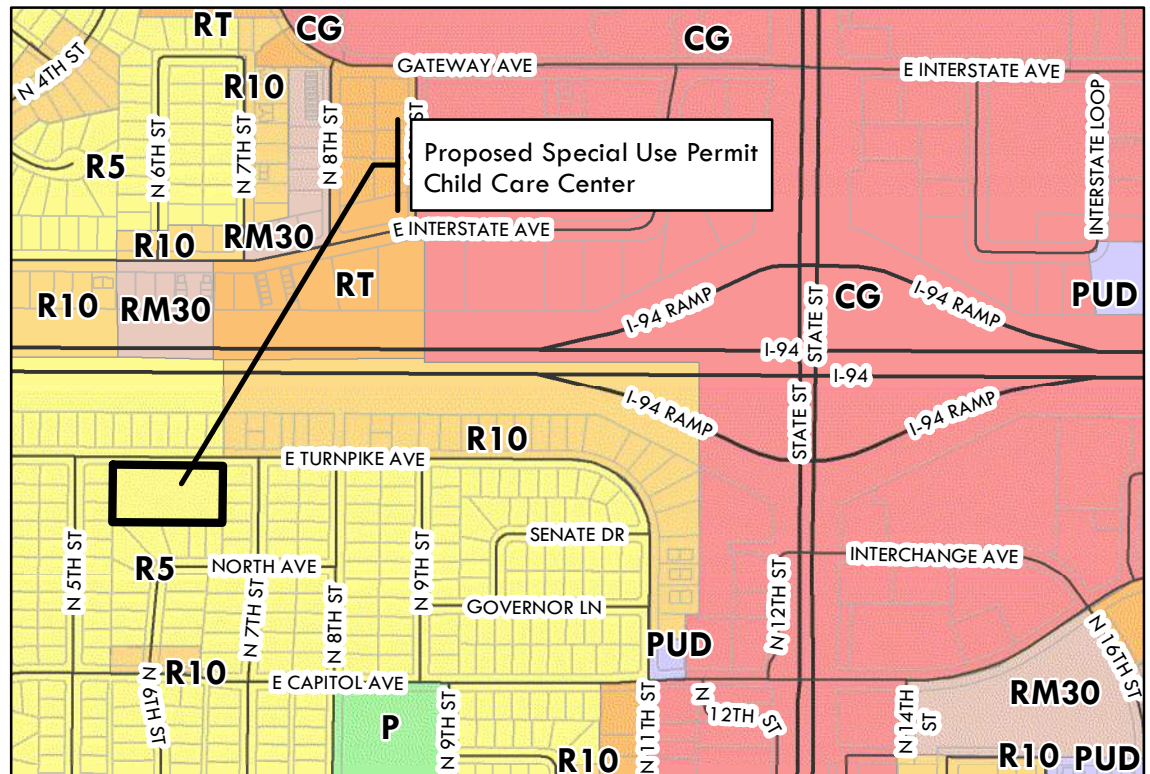 RT
CG
CG
N 4TH ST
GATEWAY AVE
E INTERSTATE AVE
R10
INTERSTATE LOOP
N 6TH ST
N 7TH ST
N 8TH ST
ST
Proposed Special Use Permit
Child Care Center
R5
R10
RM30
E INTERSTATE AVE
R10
RM30
RT
I-94 RAMP
STATE ST
CG
I-94 RAMP
PUD
I-94
I-94
I-94 RAMP
STATE ST
I-94 RAMP
R10
E TURNPIKE AVE
N 5TH ST
R5
NORTH AVE
N 7TH ST
N 8TH ST
N 9TH ST
SENATE DR
GOVERNOR LN
N 12TH ST
INTERCHANGE AVE
N 16TH ST
PUD
R10
N 6TH ST
E CAPITOL AVE
P
N 9TH ST
R10
N 11TH ST
N 12TH ST
N 14TH
ST
RM30
R10
PUD